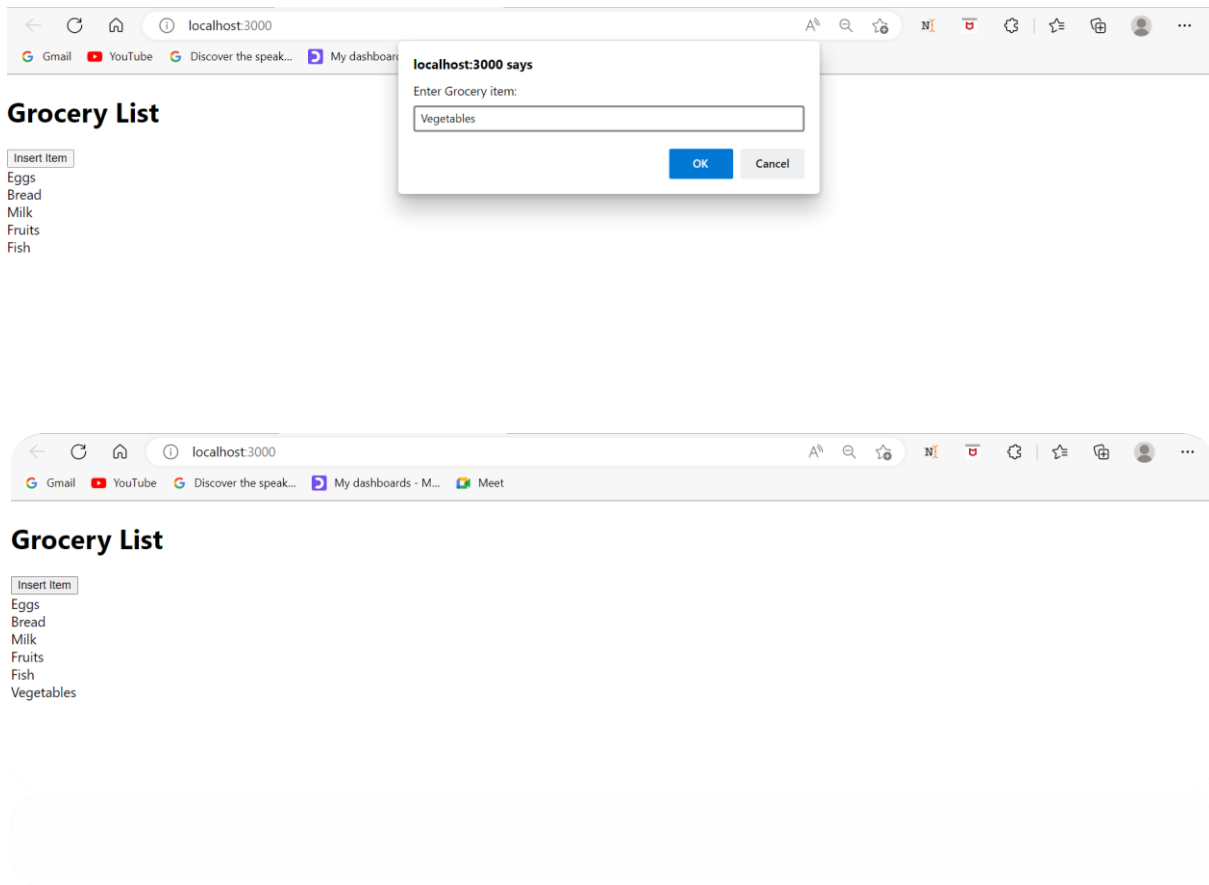 localhost:3000
Gmail YouTube Discover the speak... My dashboard
localhost:3000 says
Enter Grocery item:
Vegetables
OK Cancel
Grocery List
Insert Item
Eggs
Bread
Milk
Fruits
Fish
localhost:3000
Gmail YouTube Discover the speak... My dashboards - M... Meet
Grocery List
Insert Item
Eggs
Bread
Milk
Fruits
Fish
Vegetables